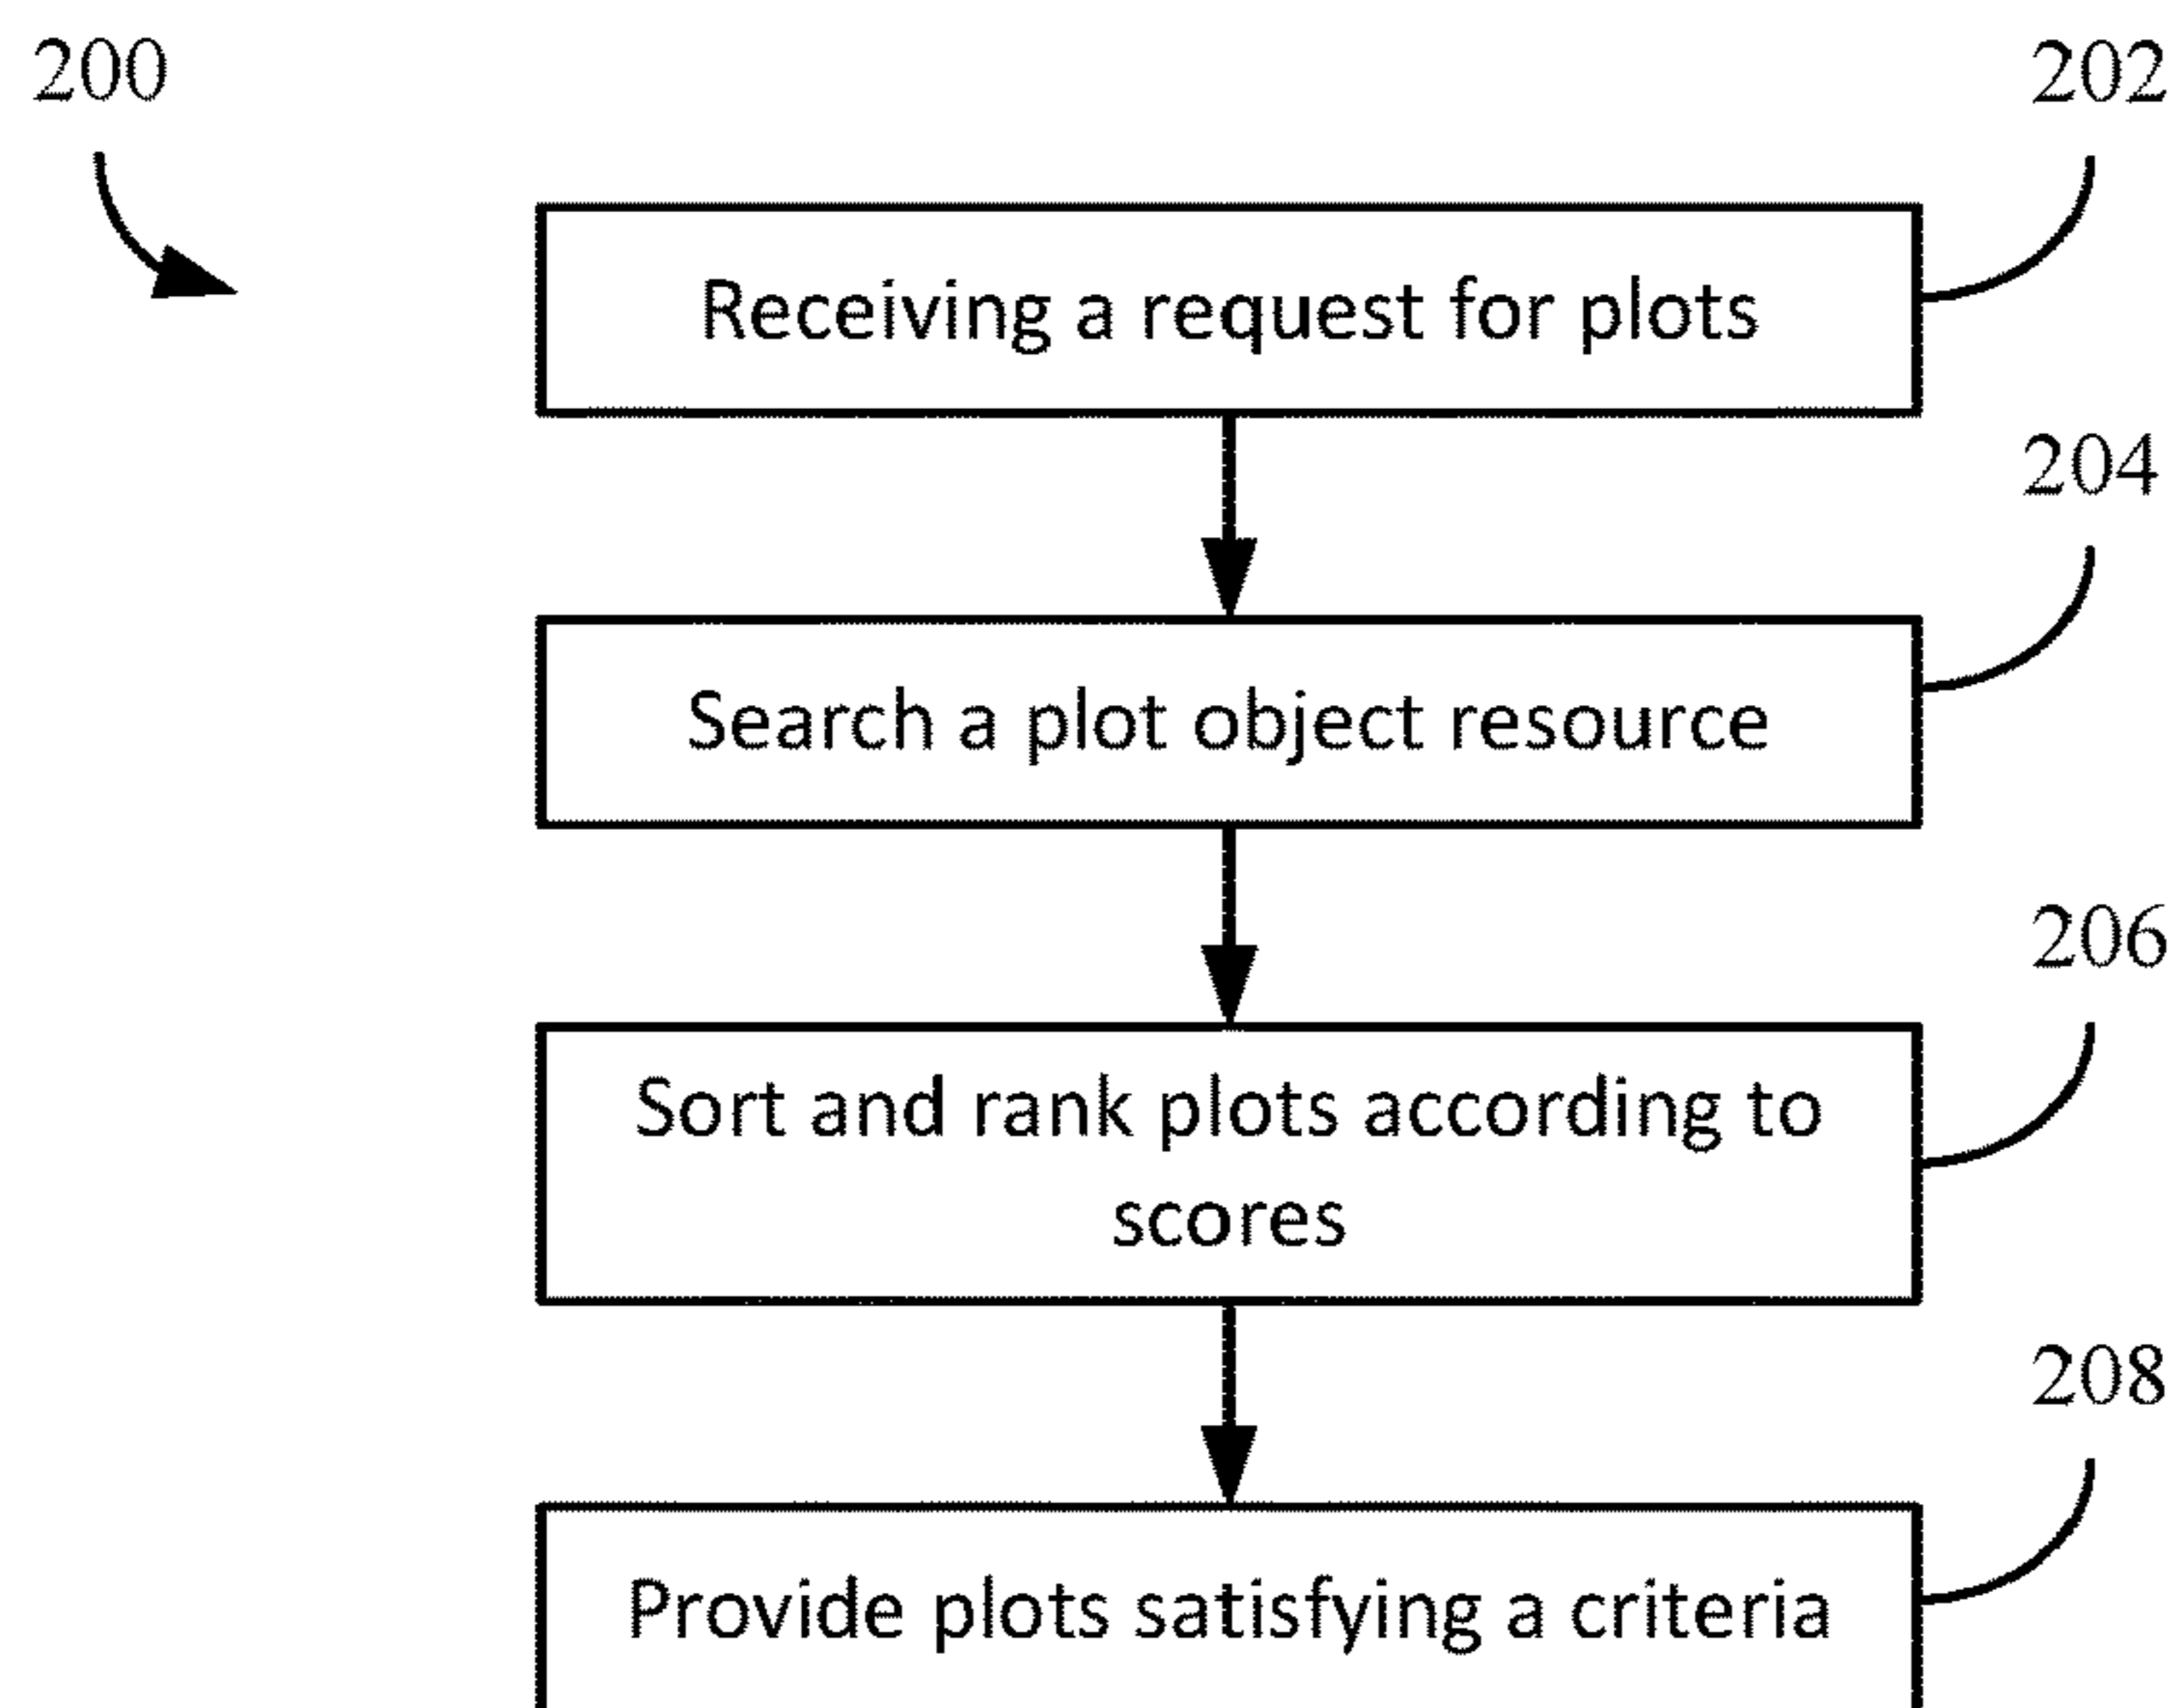 200
202
Receiving a request for plots
204
Search a plot object resource
206
Sort and rank plots according to
scores
208
Provide plots satisfying a criteria